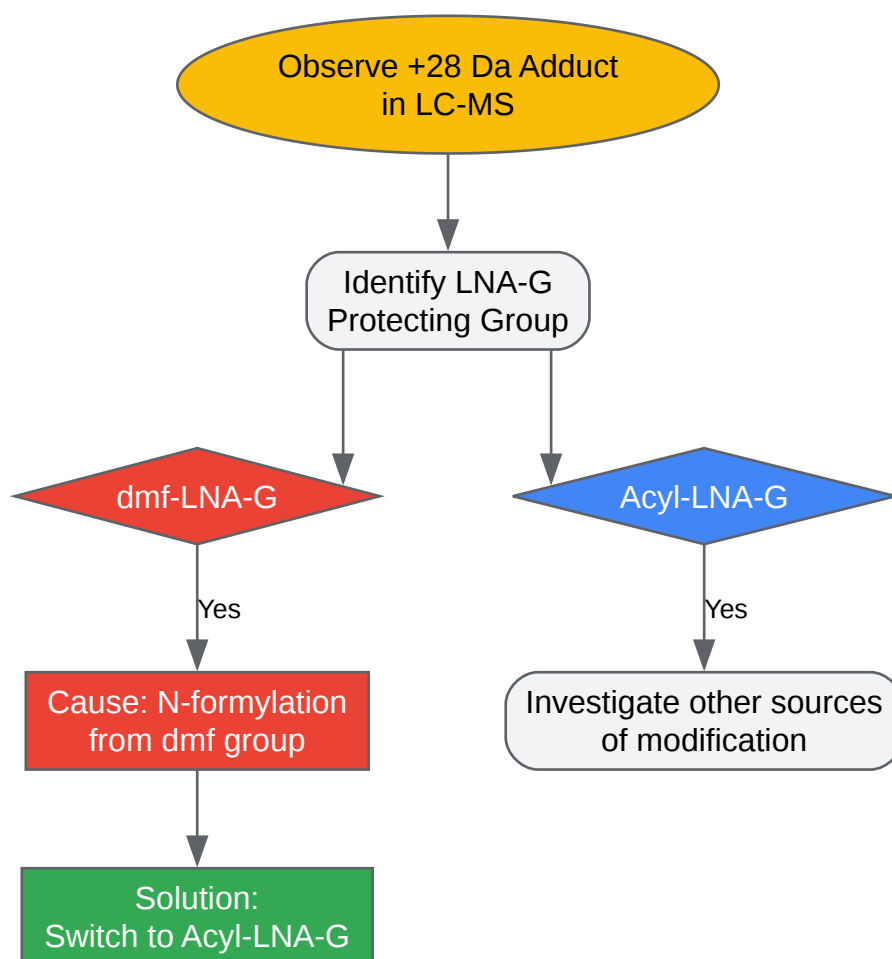 Observe +28 Da Adduct
in LC-MS
Identify LNA-G
Protecting Group
dmf-LNA-G
Acyl-LNA-G
Yes
Yes
Cause: N-formylation
from dmf group
Investigate other sources
of modification
Solution:
Switch to Acyl-LNA-G